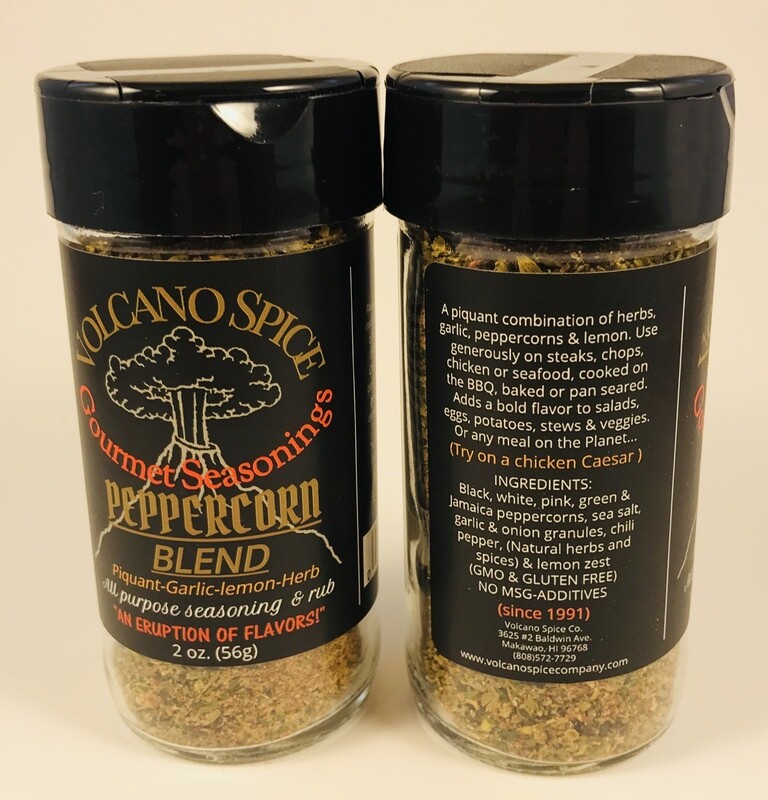 VOLCANO SPICE
Gourmet Seasonings
PEPPERCORN
BLEND
Piquant-Garlic-lemon-Herb
All purpose seasoning & rub
"AN ERUPTION OF FLAVORS!"
2 oz. (56g)
A piquant combination of herbs,
garlic, peppercorns & lemon. Use
generously on steaks, chops,
chicken or seafood, cooked on
the BBQ, baked or pan seared.
Adds a bold flavor to salads,
eggs, potatoes, stews & veggies.
Or any meal on the Planet...
(Try on a chicken Caesar )
INGREDIENTS:
Black, white, pink, green &
Jamaica peppercorns, sea salt,
garlic & onion granules, chili
pepper, (Natural herbs and
spices) & lemon zest
(GMO & GLUTEN FREE)
NO MSG-ADDITIVES
(since 1991)
Volcano Spice Co.
3625 #2 Baldwin Ave.
Makawao, HI 96768
(808)572-7729
www.volcanospicecompany.com